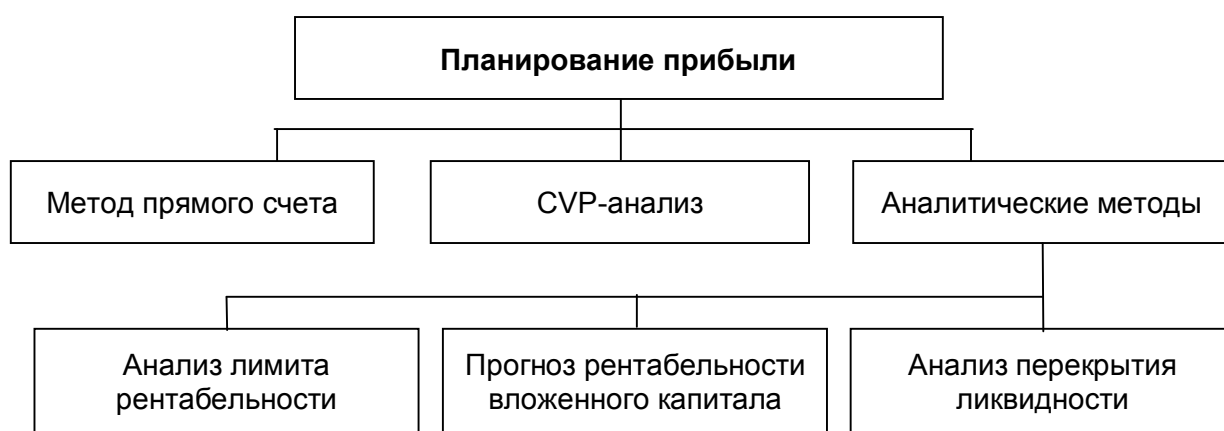 Планирование прибыли
Метод прямого счета
CVP-анализ
Аналитические методы
Анализ лимита
рентабельности
Прогноз рентабельности
вложенного капитала
Анализ перекрытия
ликвидности